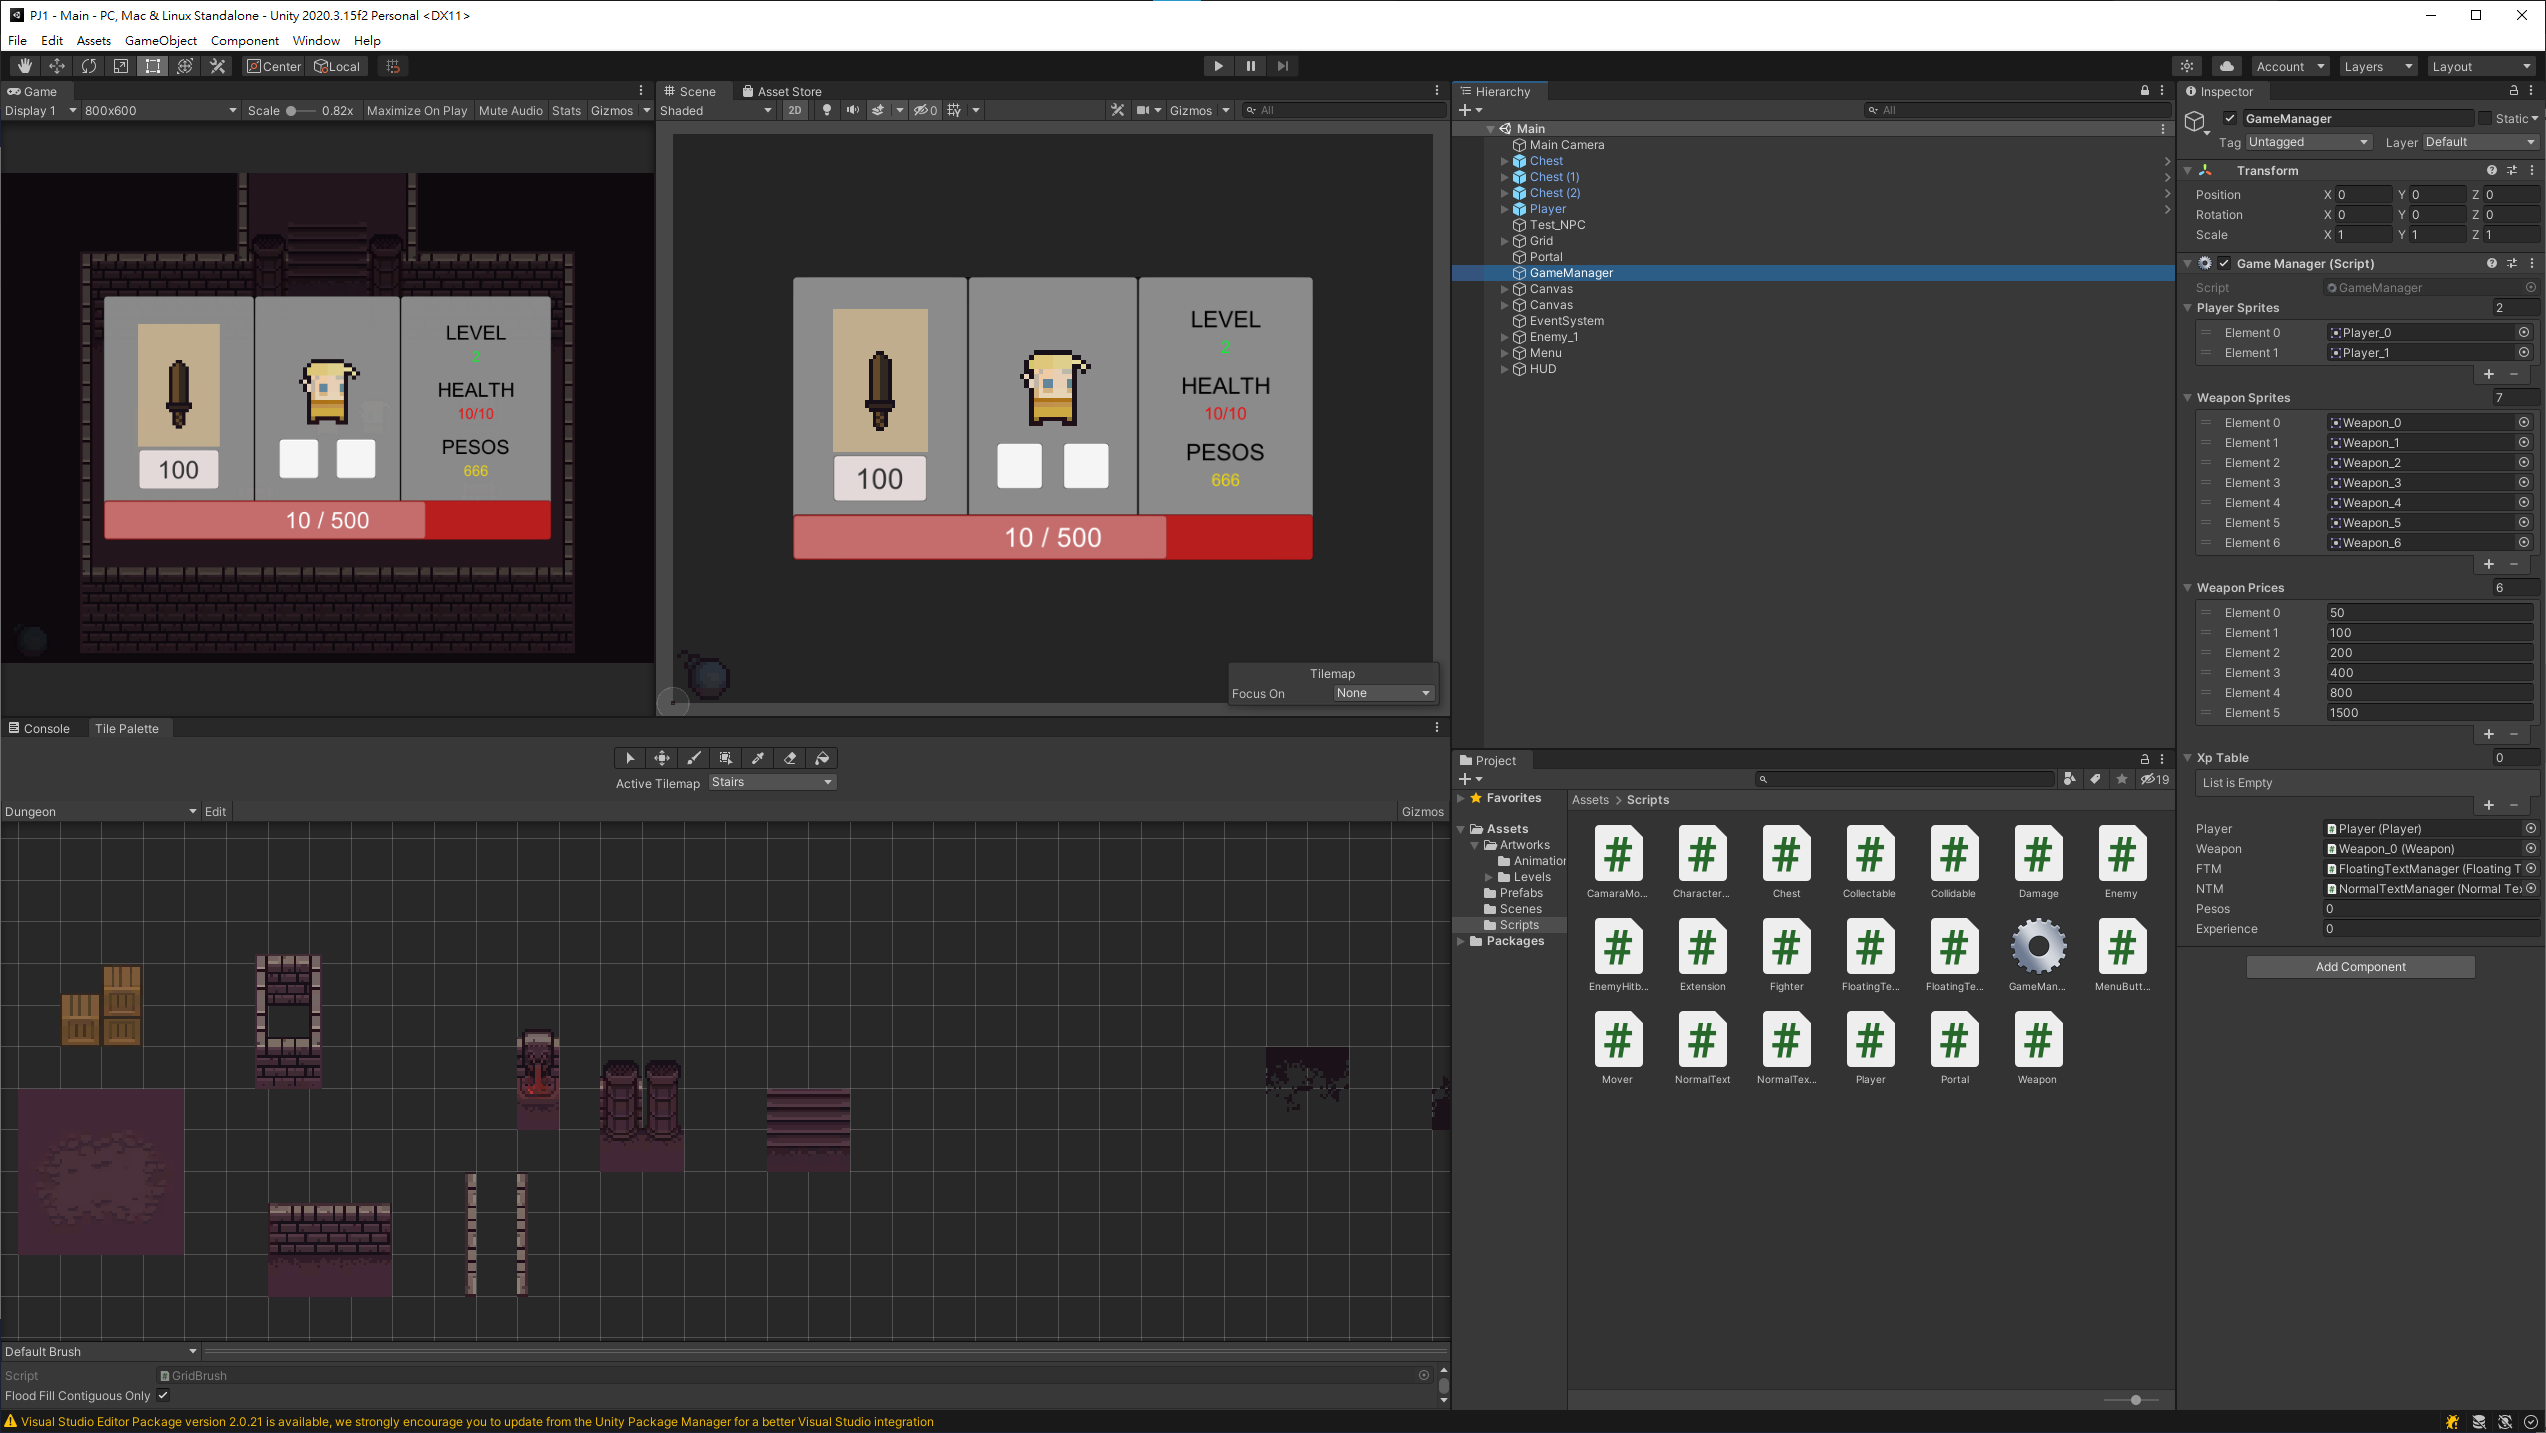 PJ1 - Main - PC, Mac & Linux Standalone - Unity 2020.3.15f2 Personal <DX11>
File Edit Assets GameObject Component Window Help
Center Local
Account Layers Layout
Game
Display 1 800x600 Scale 0.82x Maximize On Play Mute Audio Stats Gizmos
LEVEL
2
HEALTH
10/10
PESOS
666
100
10 / 500
Scene Asset Store
Shaded 2D 0 Gizmos All
LEVEL
2
HEALTH
10/10
PESOS
666
100
10 / 500
Tilemap
Focus On None
Hierarchy
All
Main
Main Camera
Chest
Chest (1)
Chest (2)
Player
Test_NPC
Grid
Portal
GameManager
Canvas
Canvas
EventSystem
Enemy_1
Menu
HUD
Inspector
GameManager Static
Tag Untagged Layer Default
Transform
Position X 0 Y 0 Z 0
Rotation X 0 Y 0 Z 0
Scale X 1 Y 1 Z 1
Game Manager (Script)
Script GameManager
Player Sprites 2
Element 0 Player_0
Element 1 Player_1
Weapon Sprites 7
Element 0 Weapon_0
Element 1 Weapon_1
Element 2 Weapon_2
Element 3 Weapon_3
Element 4 Weapon_4
Element 5 Weapon_5
Element 6 Weapon_6
Weapon Prices 6
Element 0 50
Element 1 100
Element 2 200
Element 3 400
Element 4 800
Element 5 1500
Xp Table 0
List is Empty
Player Player (Player)
Weapon Weapon_0 (Weapon)
FTM FloatingTextManager (Floating T
NTM NormalTextManager (Normal Te
Pesos 0
Experience 0
Add Component
Console Tile Palette
Active Tilemap Stairs
Dungeon Edit Gizmos
Default Brush
Script GridBrush
Flood Fill Contiguous Only
Project
19
Favorites
Assets
Artworks
Animation
Levels
Prefabs
Scenes
Scripts
Packages
Assets > Scripts
CamaraMo... Character... Chest Collectable Collidable Damage Enemy
EnemyHitb... Extension Fighter FloatingTe... FloatingTe... GameMan... MenuButt...
Mover NormalText NormalTex... Player Portal Weapon
Visual Studio Editor Package version 2.0.21 is available, we strongly encourage you to update from the Unity Package Manager for a better Visual Studio integration